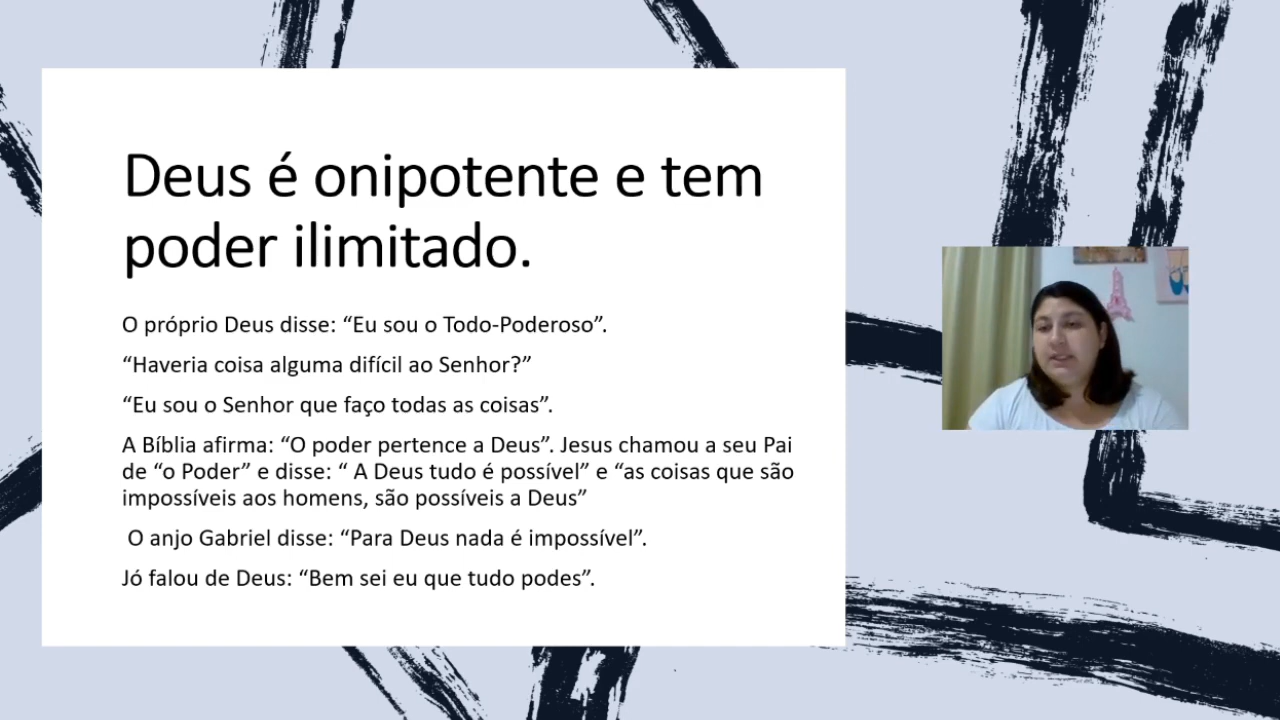 Deus é onipotente e tem
poder ilimitado.
O próprio Deus disse: “Eu sou o Todo-Poderoso”.
“Haveria coisa alguma difícil ao Senhor?”
“Eu sou o Senhor que faço todas as coisas”.
A Bíblia afirma: “O poder pertence a Deus”. Jesus chamou a seu Pai
de “o Poder” e disse: “ A Deus tudo é possível” e “as coisas que são
impossíveis aos homens, são possíveis a Deus”
O anjo Gabriel disse: “Para Deus nada é impossível”.
Jó falou de Deus: “Bem sei eu que tudo podes”.